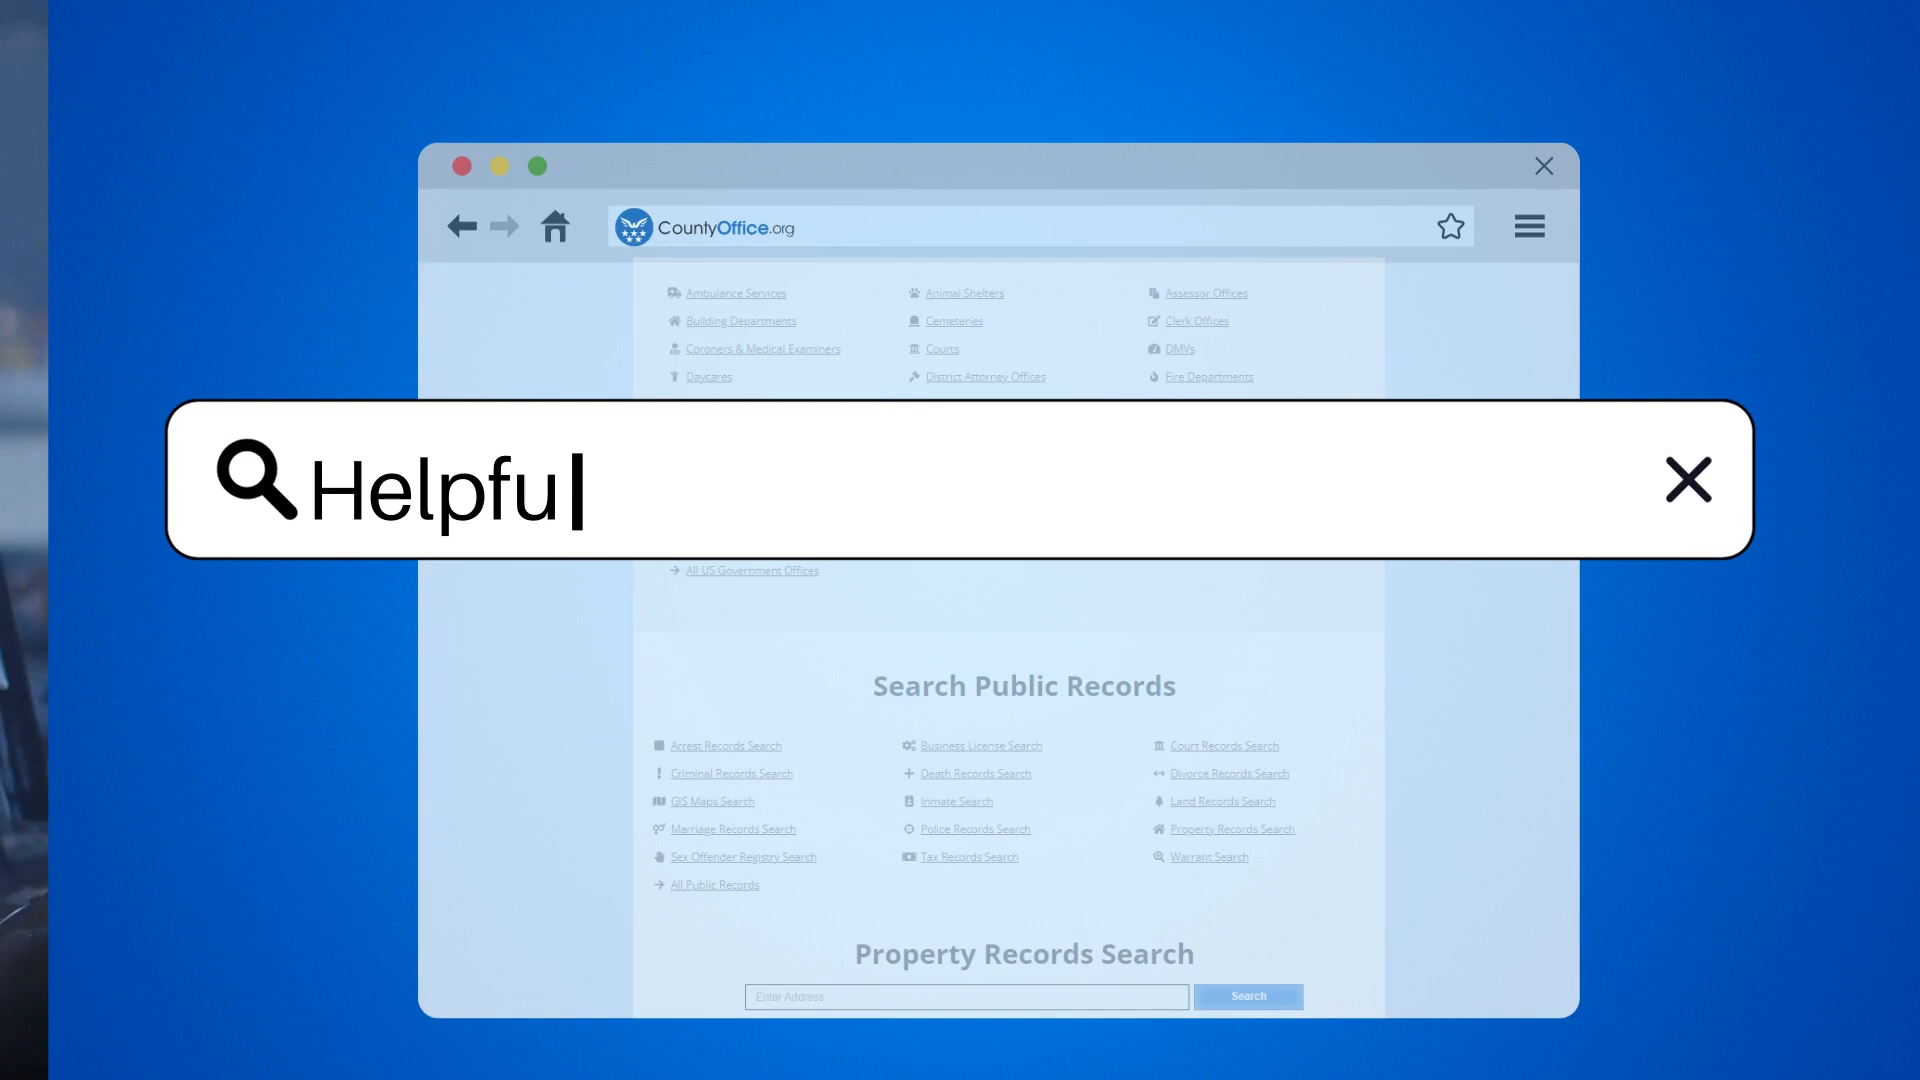 CountyOffice.org
Ambulance Services Animal Shelters Assessor Offices
Building Departments Cemeteries Clerk Offices
Coroners & Medical Examiners Courts DMVs
Daycares District Attorney Offices Fire Departments
Helpfu
All US Government Offices
Search Public Records
Arrest Records Search Business License Search Court Records Search
Criminal Records Search Death Records Search Divorce Records Search
GIS Maps Search Inmate Search Land Records Search
Marriage Records Search Police Records Search Property Records Search
Sex Offender Registry Search Tax Records Search Warrant Search
All Public Records
Property Records Search
Enter Address Search